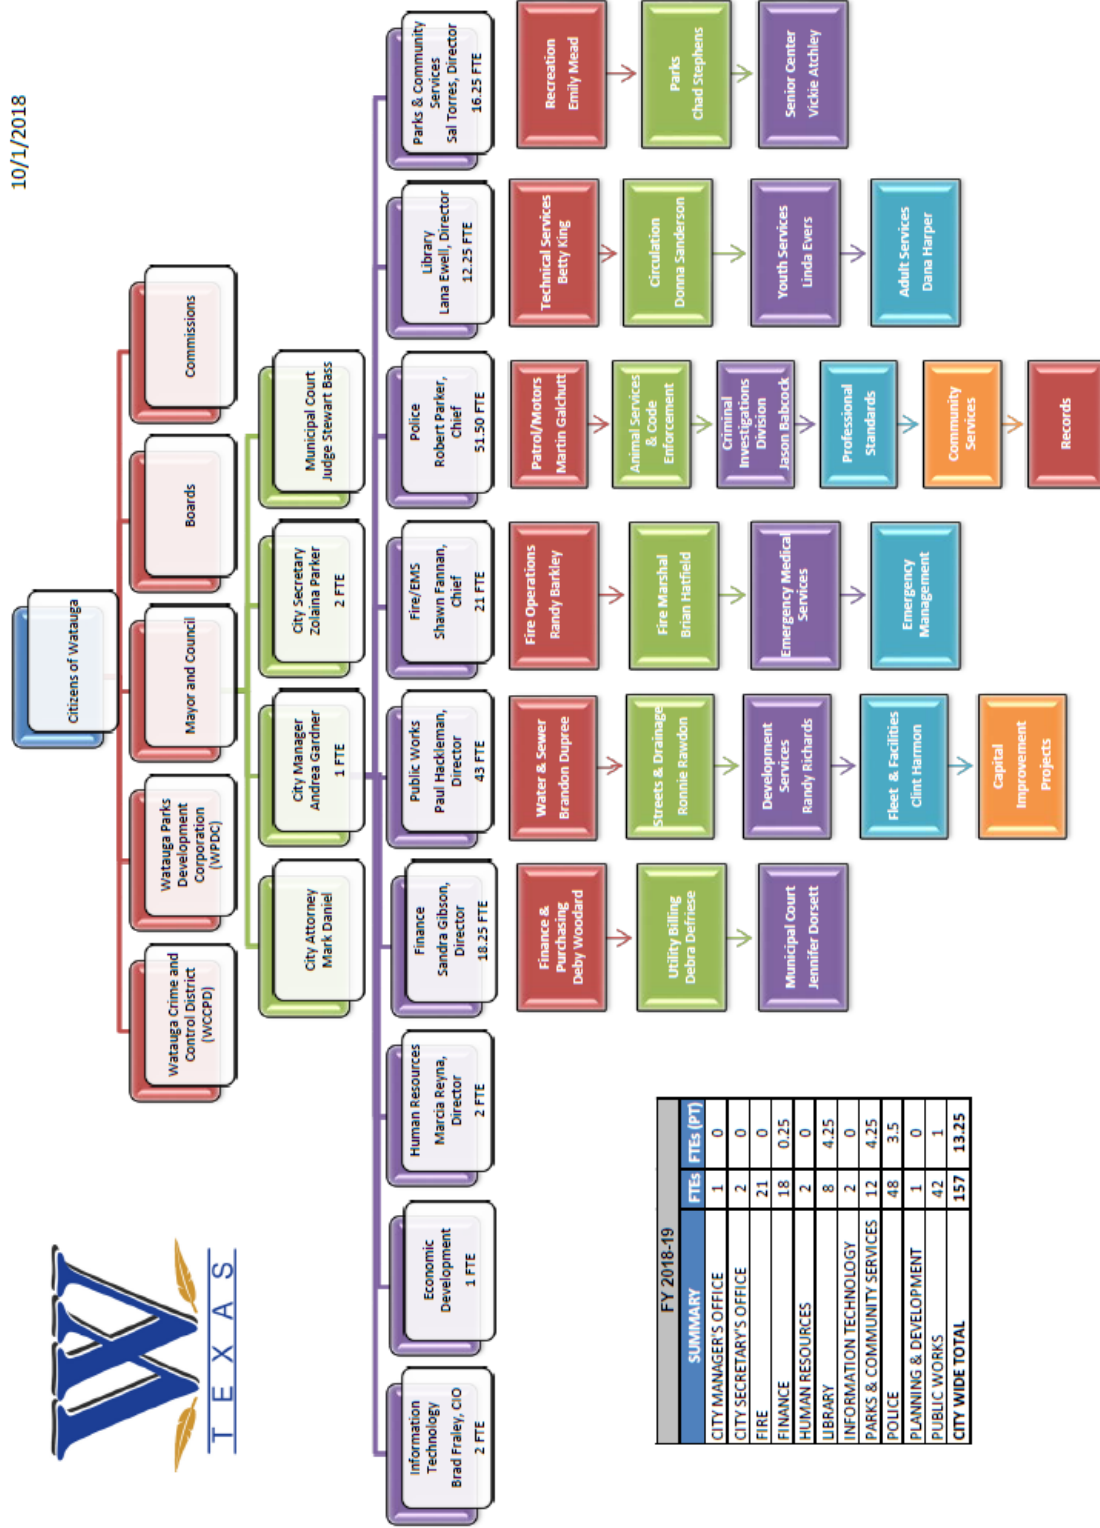 10/1/2018
W
TEXAS
Citizens of Watauga
Watauga Crime and
Control District
(WCCPD)
Watauga Parks
Development
Corporation
(WPDC)
Mayor and Council
Boards
Commissions
City Attorney
Mark Daniel
City Manager
Andrea Gardner
1 FTE
City Secretary
Zolaina Parker
2 FTE
Municipal Court
Judge Stewart Bass
Information
Technology
Brad Fraley, CIO
2 FTE
Economic
Development
1 FTE
Human Resources
Marcia Reyna,
Director
2 FTE
Finance
Sandra Gibson,
Director
18.25 FTE
Public Works
Paul Hackleman,
Director
43 FTE
Fire/EMS
Shawn Fannan,
Chief
21 FTE
Police
Robert Parker,
Chief
51.50 FTE
Library
Lana Ewell, Director
12.25 FTE
Parks & Community
Services
Sal Torres, Director
16.25 FTE
Finance &
Purchasing
Deby Woodard
Utility Billing
Debra Defriese
Municipal Court
Jennifer Dorsett
Water & Sewer
Brandon Dupree
Streets & Drainage
Ronnie Rawdon
Development
Services
Randy Richards
Fleet & Facilities
Clint Harmon
Capital
Improvement
Projects
Fire Operations
Randy Barkley
Fire Marshal
Brian Hatfield
Emergency Medical
Services
Emergency
Management
Patrol/Motors
Martin Galchutt
Animal Services
& Code
Enforcement
Criminal
Investigations
Division
Jason Babcock
Professional
Standards
Community
Services
Records
Technical Services
Betty King
Circulation
Donna Sanderson
Youth Services
Linda Evers
Adult Services
Dana Harper
Recreation
Emily Mead
Parks
Chad Stephens
Senior Center
Vickie Atchley
FY 2018-19
SUMMARY FTEs FTEs (PT)
CITY MANAGER'S OFFICE 1 0
CITY SECRETARY'S OFFICE 2 0
FIRE 21 0
FINANCE 18 0.25
HUMAN RESOURCES 2 0
LIBRARY 8 4.25
INFORMATION TECHNOLOGY 2 0
PARKS & COMMUNITY SERVICES 12 4.25
POLICE 48 3.5
PLANNING & DEVELOPMENT 1 0
PUBLIC WORKS 42 1
CITY WIDE TOTAL 157 13.25